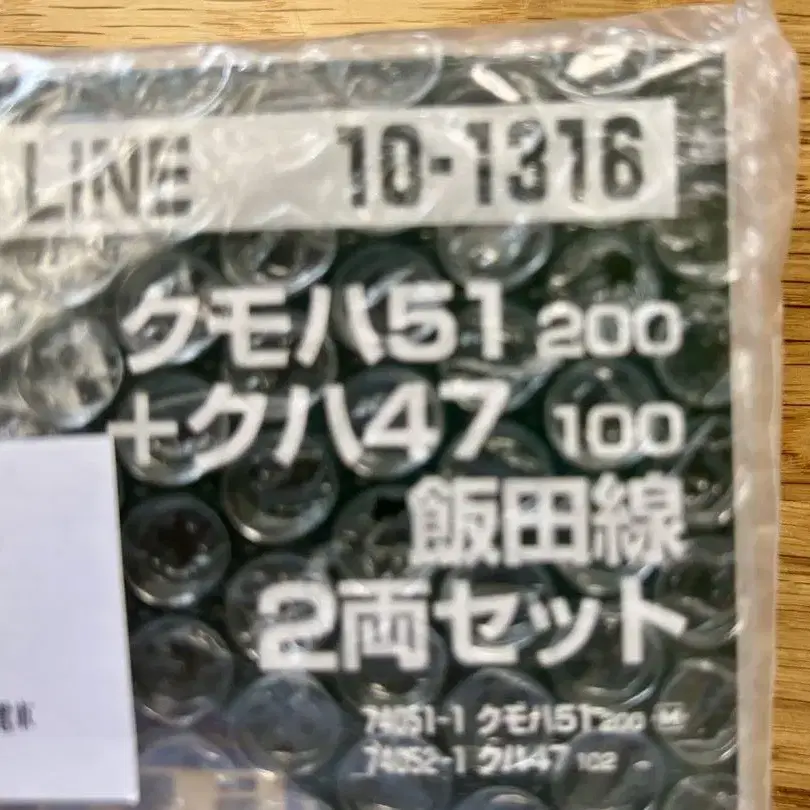 LINE 10-1316
クモハ51 200
+クハ47 100
飯田線
2両セット
74051-1 クモハ51 200 M
74052-1 クハ47 102